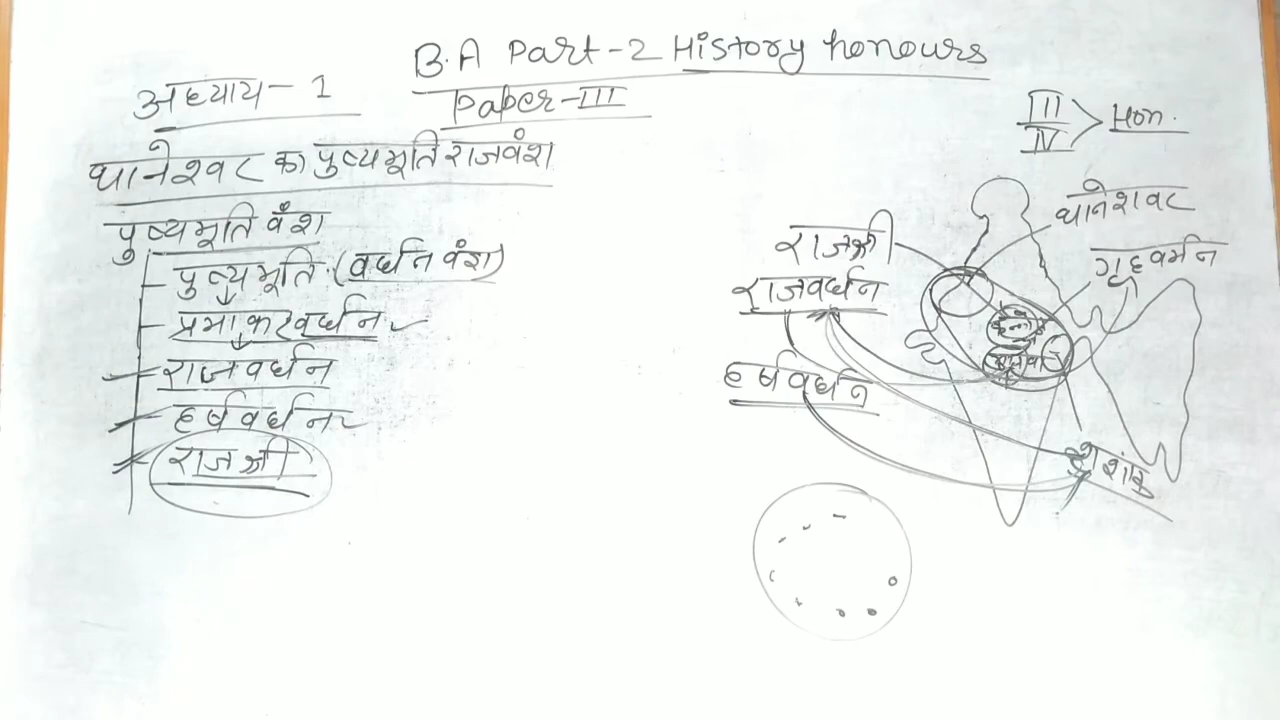 B.A Part-2 History honours
अध्याय-1
Paper-III
III
IV
Hon.
थानेश्वर का पुष्यभूति राजवंश
पुष्यभूति वंश
पुष्यभूति (वर्धन वंश)
प्रभाकरवर्धन
राजवर्धन
हर्षवर्धन
राजश्री
थानेशवर
राजश्री
गृहवर्मन
राजवर्धन
हर्षवर्धन
शशांक